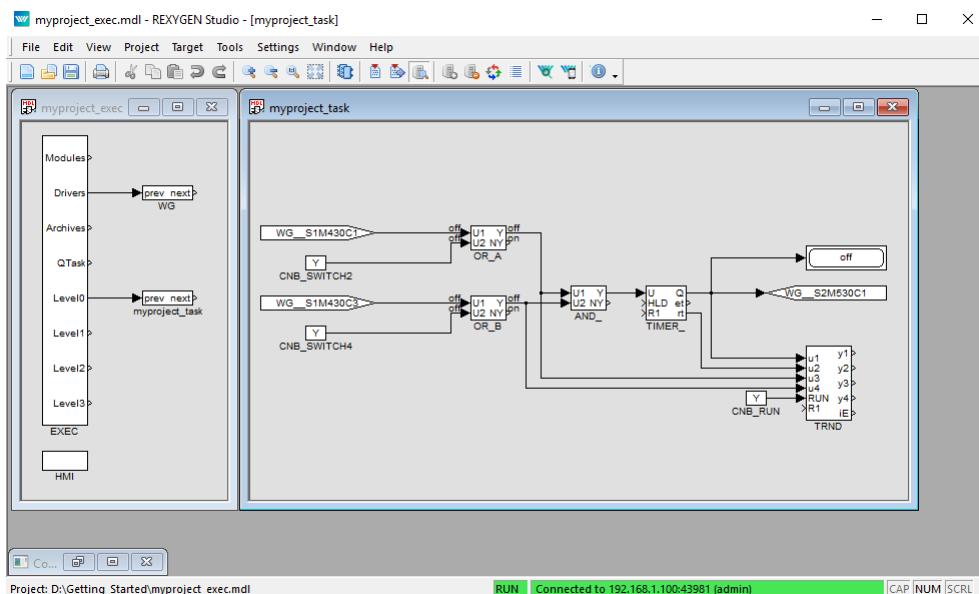 myproject_exec.mdl - REXYGEN Studio - [myproject_task]
File Edit View Project Target Tools Settings Window Help
myproject_exec
myproject_task
Modules
Drivers
prev next
WG
Archives
QTask
Level0
prev next
myproject_task
Level1
Level2
Level3
EXEC
HMI
WG__S1M430C1
off
off
U1 Y
U2 NY
off
on
OR_A
Y
CNB_SWITCH2
WG__S1M430C3
off
off
U1 Y
U2 NY
off
on
OR_B
Y
CNB_SWITCH4
U1 Y
U2 NY
AND_
U Q
HLD et
R1 rt
TIMER_
off
WG__S2M530C1
u1 y1
u2 y2
u3 y3
u4
RUN y4
R1 iE
TRND
Y
CNB_RUN
Co...
Project: D:\Getting_Started\myproject_exec.mdl
RUN
Connected to 192.168.1.100:43981 (admin)
CAP NUM SCRL